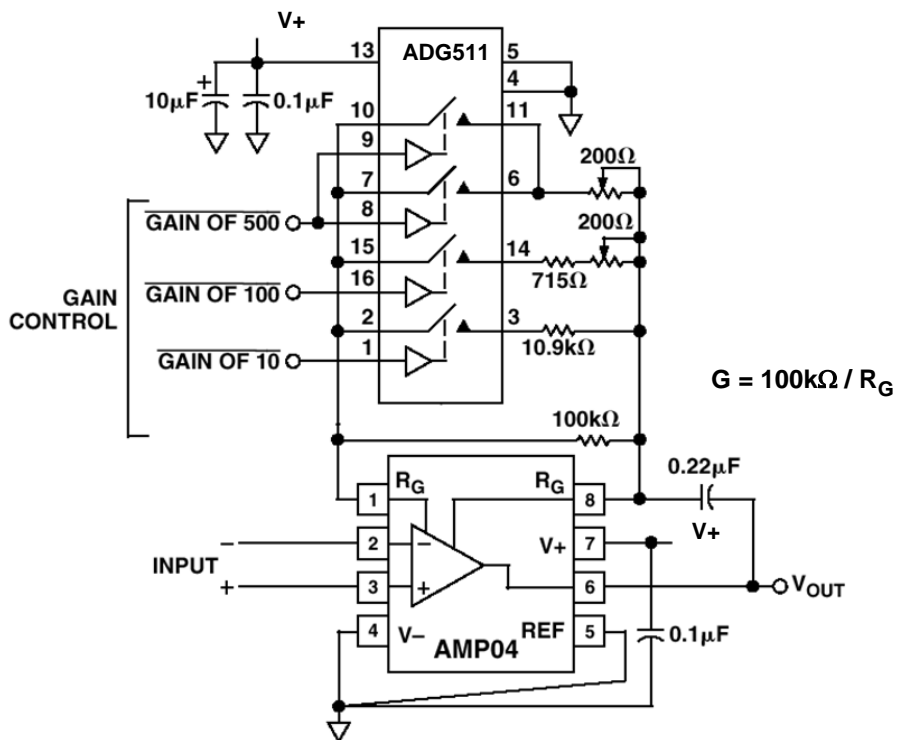 V+
ADG511
13
5
4
10µF
+
0.1µF
10
11
9
200Ω
7
6
GAIN OF 500
8
200Ω
15
14
GAIN OF 100
16
715Ω
GAIN CONTROL
2
3
GAIN OF 10
1
10.9kΩ
G = 100kΩ / RG
100kΩ
0.22µF
1
RG
RG
8
V+
–
2
–
V+
7
INPUT
+
3
+
6
VOUT
4
V–
REF
5
0.1µF
AMP04